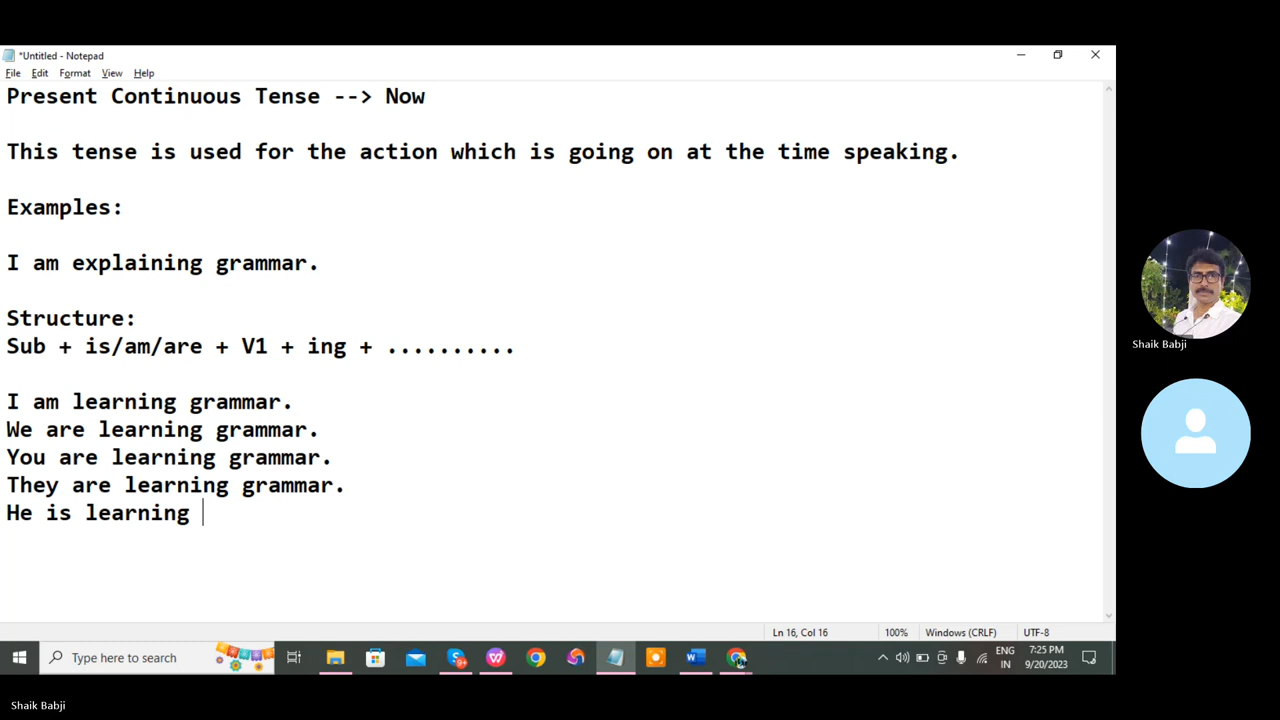 *Untitled - Notepad
File Edit Format View Help
Present Continuous Tense --> Now
This tense is used for the action which is going on at the time speaking.
Examples:
I am explaining grammar.
Structure:
Sub + is/am/are + V1 + ing + ..........
I am learning grammar.
We are learning grammar.
You are learning grammar.
They are learning grammar.
He is learning
Shaik Babji
Ln 16, Col 16 100% Windows (CRLF) UTF-8
Type here to search
ENG
IN
7:25 PM
9/20/2023
Shaik Babji